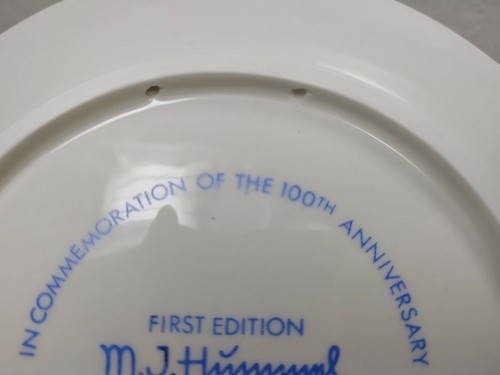 IN COMMEMORATION OF THE 100TH ANNIVERSARY
FIRST EDITION
M.J. Hummel